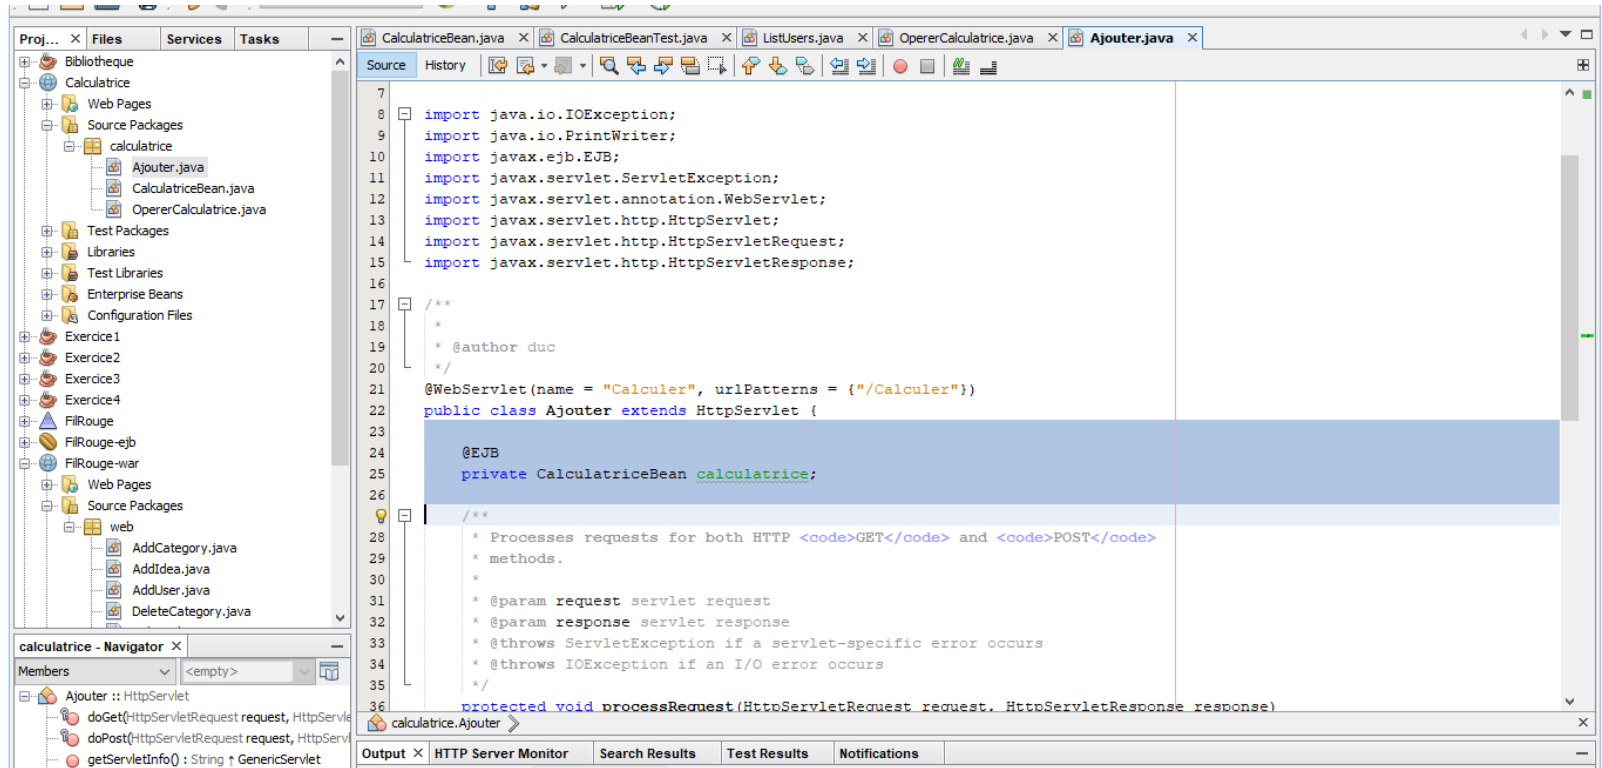 Proj... Files Services Tasks
Bibliotheque
Calculatrice
Web Pages
Source Packages
calculatrice
Ajouter.java
CalculatriceBean.java
OpererCalculatrice.java
Test Packages
Libraries
Test Libraries
Enterprise Beans
Configuration Files
Exercice1
Exercice2
Exercice3
Exercice4
FilRouge
FilRouge-ejb
FilRouge-war
Web Pages
Source Packages
web
AddCategory.java
AddIdea.java
AddUser.java
DeleteCategory.java
calculatrice - Navigator
Members <empty>
Ajouter :: HttpServlet
doGet(HttpServletRequest request, HttpServle
doPost(HttpServletRequest request, HttpServl
getServletInfo() : String ↑ GenericServlet
CalculatriceBean.java CalculatriceBeanTest.java ListUsers.java OpererCalculatrice.java Ajouter.java
Source History
7
8 import java.io.IOException;
9 import java.io.PrintWriter;
10 import javax.ejb.EJB;
11 import javax.servlet.ServletException;
12 import javax.servlet.annotation.WebServlet;
13 import javax.servlet.http.HttpServlet;
14 import javax.servlet.http.HttpServletRequest;
15 import javax.servlet.http.HttpServletResponse;
16
17 /**
18 *
19 * @author duc
20 */
21 @WebServlet(name = "Calculer", urlPatterns = {"/Calculer"})
22 public class Ajouter extends HttpServlet {
23
24 @EJB
25 private CalculatriceBean calculatrice;
26
/**
28 * Processes requests for both HTTP <code>GET</code> and <code>POST</code>
29 * methods.
30 *
31 * @param request servlet request
32 * @param response servlet response
33 * @throws ServletException if a servlet-specific error occurs
34 * @throws IOException if an I/O error occurs
35 */
36 protected void processRequest(HttpServletRequest request, HttpServletResponse response)
calculatrice.Ajouter
Output HTTP Server Monitor Search Results Test Results Notifications